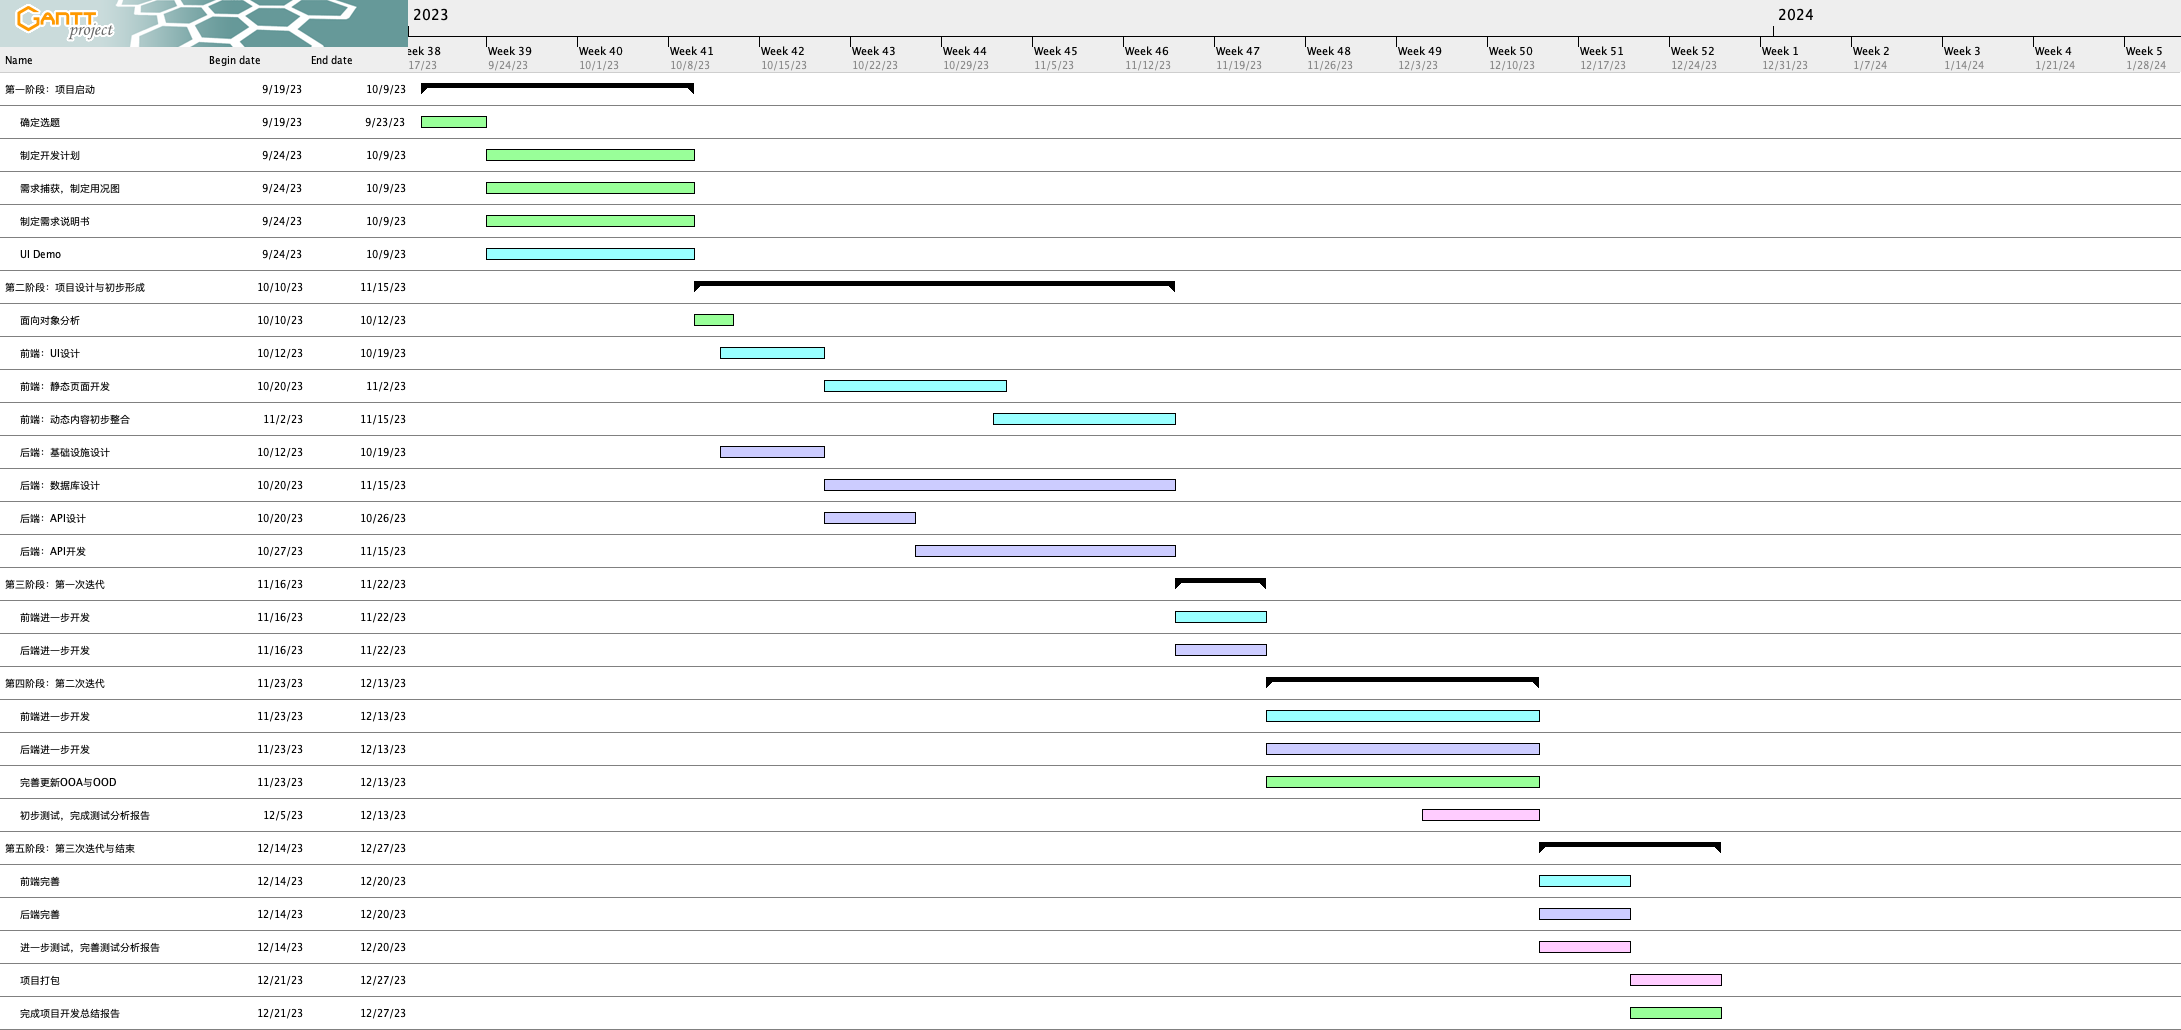 GANTT
project
2023
2024
Name
Begin date
End date
eek 38
Week 39
Week 40
Week 41
Week 42
Week 43
Week 44
Week 45
Week 46
Week 47
Week 48
Week 49
Week 50
Week 51
Week 52
Week 1
Week 2
Week 3
Week 4
Week 5
17/23
9/24/23
10/1/23
10/8/23
10/15/23
10/22/23
10/29/23
11/5/23
11/12/23
11/19/23
11/26/23
12/3/23
12/10/23
12/17/23
12/24/23
12/31/23
1/7/24
1/14/24
1/21/24
1/28/24
第一阶段：项目启动 9/19/23 10/9/23
确定选题 9/19/23 9/23/23
制定开发计划 9/24/23 10/9/23
需求捕获，制定用况图 9/24/23 10/9/23
制定需求说明书 9/24/23 10/9/23
UI Demo 9/24/23 10/9/23
第二阶段：项目设计与初步形成 10/10/23 11/15/23
面向对象分析 10/10/23 10/12/23
前端：UI设计 10/12/23 10/19/23
前端：静态页面开发 10/20/23 11/2/23
前端：动态内容初步整合 11/2/23 11/15/23
后端：基础设施设计 10/12/23 10/19/23
后端：数据库设计 10/20/23 11/15/23
后端：API设计 10/20/23 10/26/23
后端：API开发 10/27/23 11/15/23
第三阶段：第一次迭代 11/16/23 11/22/23
前端进一步开发 11/16/23 11/22/23
后端进一步开发 11/16/23 11/22/23
第四阶段：第二次迭代 11/23/23 12/13/23
前端进一步开发 11/23/23 12/13/23
后端进一步开发 11/23/23 12/13/23
完善更新OOA与OOD 11/23/23 12/13/23
初步测试，完成测试分析报告 12/5/23 12/13/23
第五阶段：第三次迭代与结束 12/14/23 12/27/23
前端完善 12/14/23 12/20/23
后端完善 12/14/23 12/20/23
进一步测试，完善测试分析报告 12/14/23 12/20/23
项目打包 12/21/23 12/27/23
完成项目开发总结报告 12/21/23 12/27/23